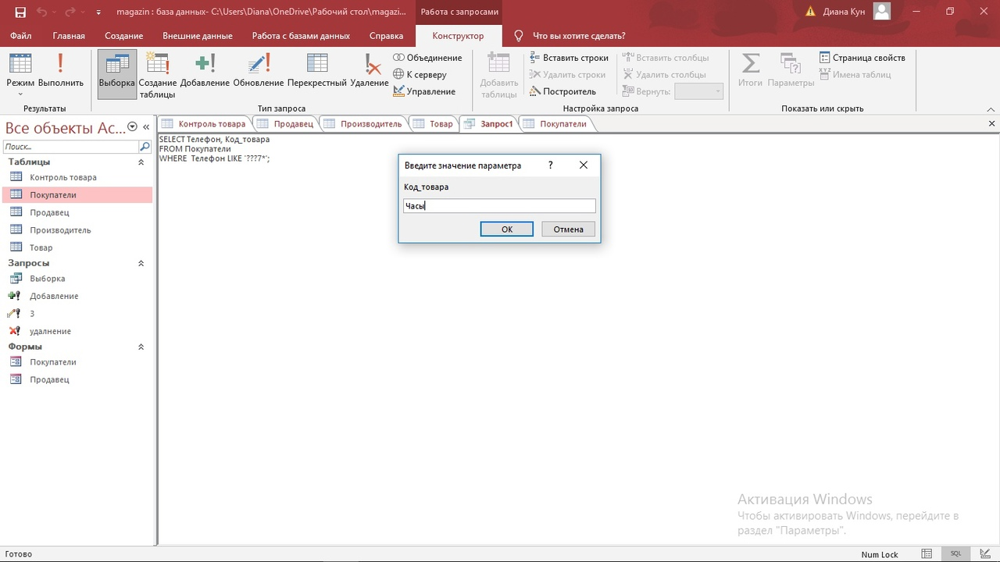 magazin : база данных- C:\Users\Diana\OneDrive\Рабочий стол\magazi...
Работа с запросами
Диана Кун
Файл Главная Создание Внешние данные Работа с базами данных Справка Конструктор Что вы хотите сделать?
Режим Выполнить
Результаты
Выборка Создание таблицы Добавление Обновление Перекрестный Удаление
Объединение
К серверу
Управление
Тип запроса
Добавить таблицы
Вставить строки
Удалить строки
Построитель
Вставить столбцы
Удалить столбцы
Вернуть:
Настройка запроса
Итоги Параметры
Страница свойств
Имена таблиц
Показать или скрыть
Все объекты Ac...
Поиск...
Таблицы
Контроль товара
Покупатели
Продавец
Производитель
Товар
Запросы
Выборка
Добавление
3
удалнение
Формы
Покупатели
Продавец
Контроль товара Продавец Производитель Товар Запрос1 Покупатели
SELECT Телефон, Код_товара
FROM Покупатели
WHERE Телефон LIKE '???7*';
Введите значение параметра ?
Код_товара
Часы
ОК Отмена
Активация Windows
Чтобы активировать Windows, перейдите в
раздел "Параметры".
Готово
Num Lock
SQL